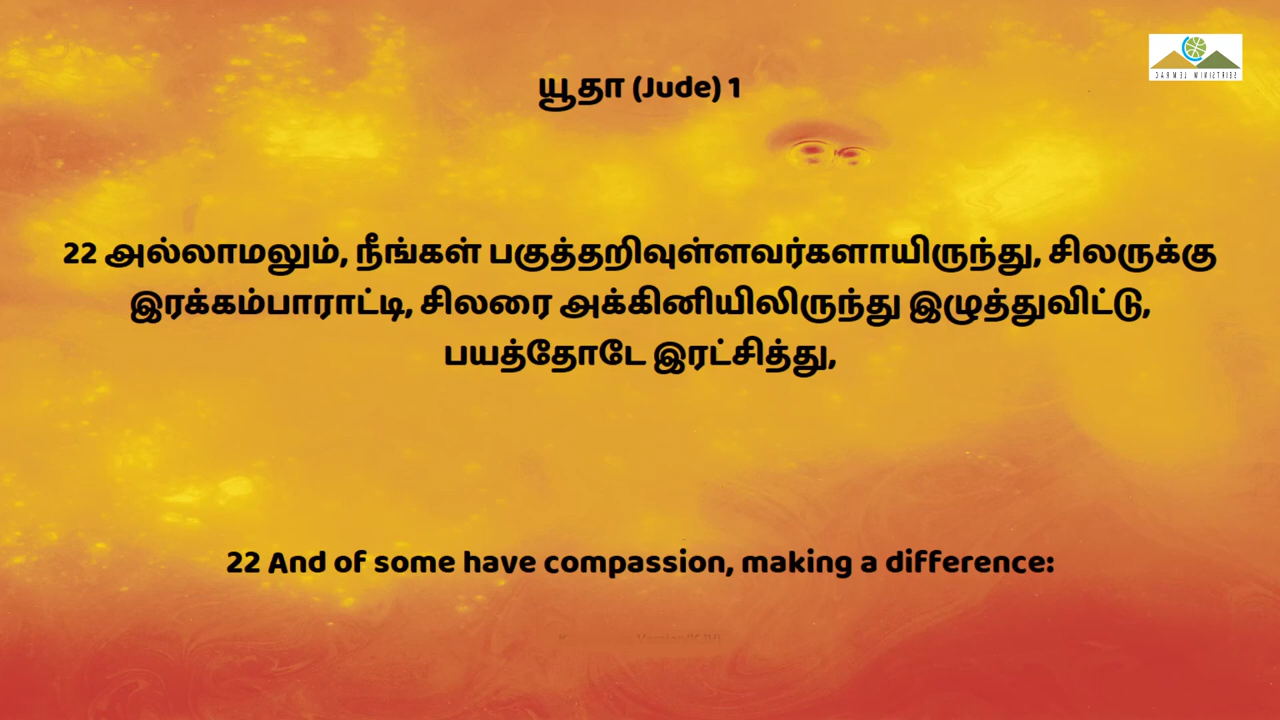 யூதா (Jude) 1
22 அல்லாமலும், நீங்கள் பகுத்தறிவுள்ளவர்களாயிருந்து, சிலருக்கு
இரக்கம்பாராட்டி, சிலரை அக்கினியிலிருந்து இழுத்துவிட்டு,
பயத்தோடே இரட்சித்து,
22 And of some have compassion, making a difference: